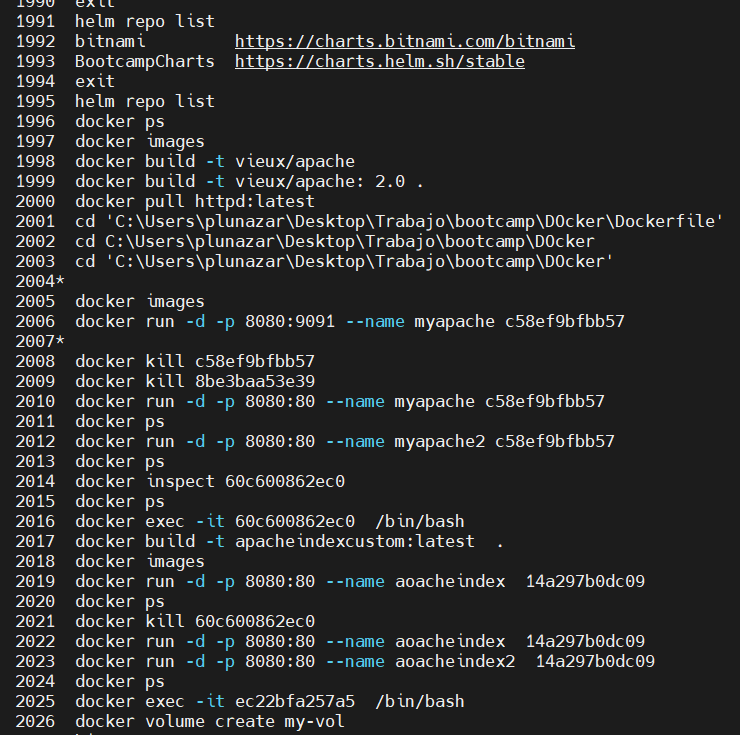 1990  exit
1991  helm repo list
1992  bitnami         https://charts.bitnami.com/bitnami
1993  BootcampCharts  https://charts.helm.sh/stable
1994  exit
1995  helm repo list
1996  docker ps
1997  docker images
1998  docker build -t vieux/apache
1999  docker build -t vieux/apache: 2.0 .
2000  docker pull httpd:latest
2001  cd 'C:\Users\plunazar\Desktop\Trabajo\bootcamp\DOcker\Dockerfile'
2002  cd C:\Users\plunazar\Desktop\Trabajo\bootcamp\DOcker
2003  cd 'C:\Users\plunazar\Desktop\Trabajo\bootcamp\DOcker'
2004*
2005  docker images
2006  docker run -d -p 8080:9091 --name myapache c58ef9bfbb57
2007*
2008  docker kill c58ef9bfbb57
2009  docker kill 8be3baa53e39
2010  docker run -d -p 8080:80 --name myapache c58ef9bfbb57
2011  docker ps
2012  docker run -d -p 8080:80 --name myapache2 c58ef9bfbb57
2013  docker ps
2014  docker inspect 60c600862ec0
2015  docker ps
2016  docker exec -it 60c600862ec0  /bin/bash
2017  docker build -t apacheindexcustom:latest  .
2018  docker images
2019  docker run -d -p 8080:80 --name aoacheindex  14a297b0dc09
2020  docker ps
2021  docker kill 60c600862ec0
2022  docker run -d -p 8080:80 --name aoacheindex  14a297b0dc09
2023  docker run -d -p 8080:80 --name aoacheindex2  14a297b0dc09
2024  docker ps
2025  docker exec -it ec22bfa257a5  /bin/bash
2026  docker volume create my-vol